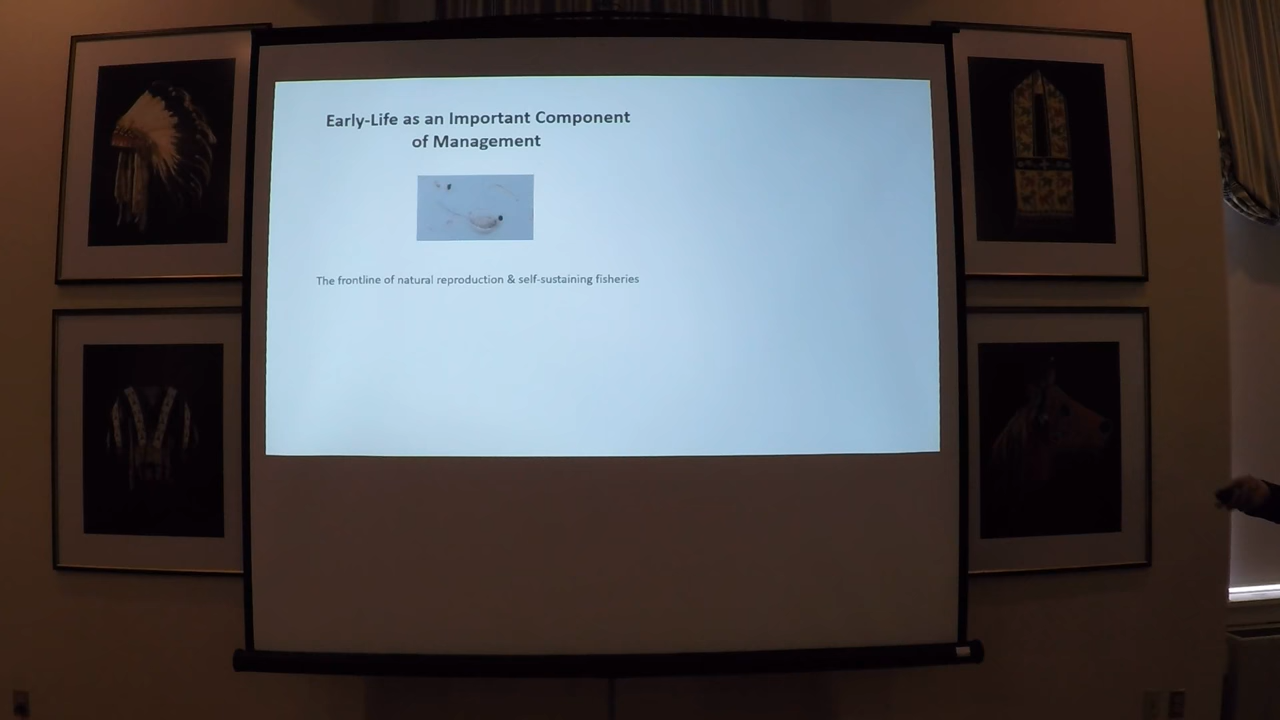 Early-Life as an Important Component
of Management
The frontline of natural reproduction & self-sustaining fisheries